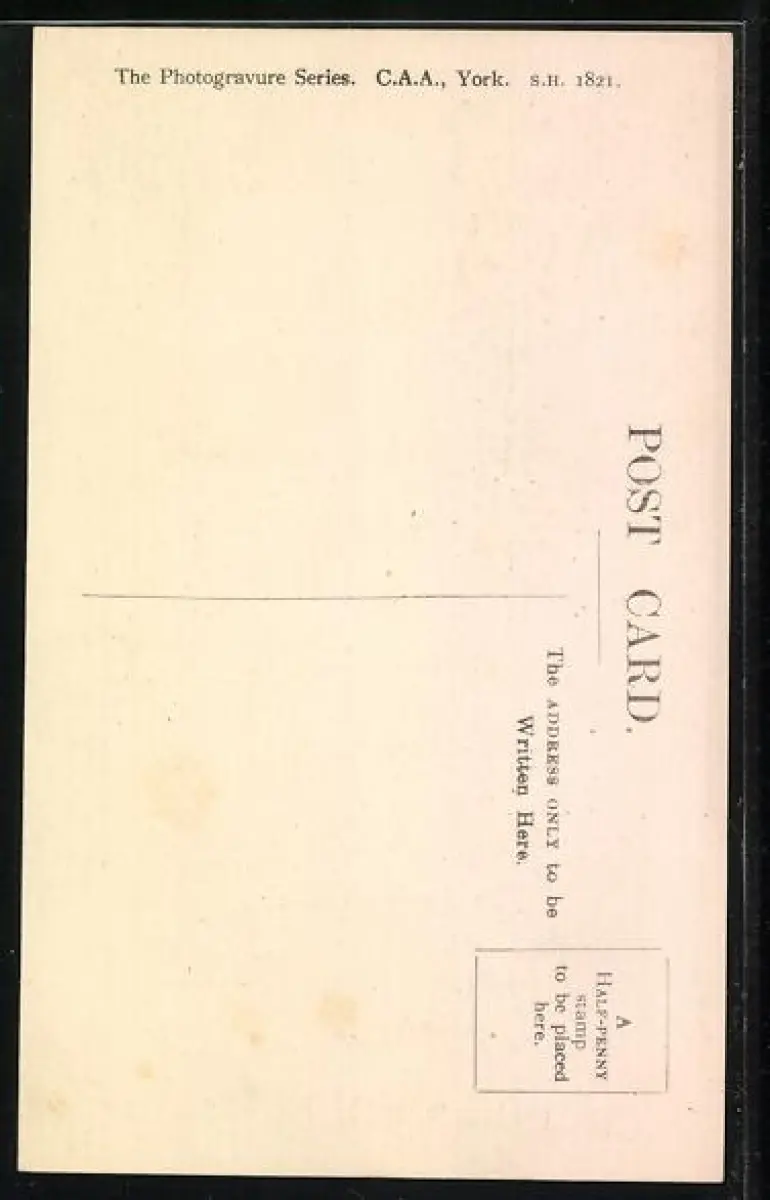 The Photogravure Series. C.A.A., York. S.H. 1821.
POST CARD.
The ADDRESS ONLY to be
Written Here.
A
HALF-PENNY
stamp
to be placed
here.